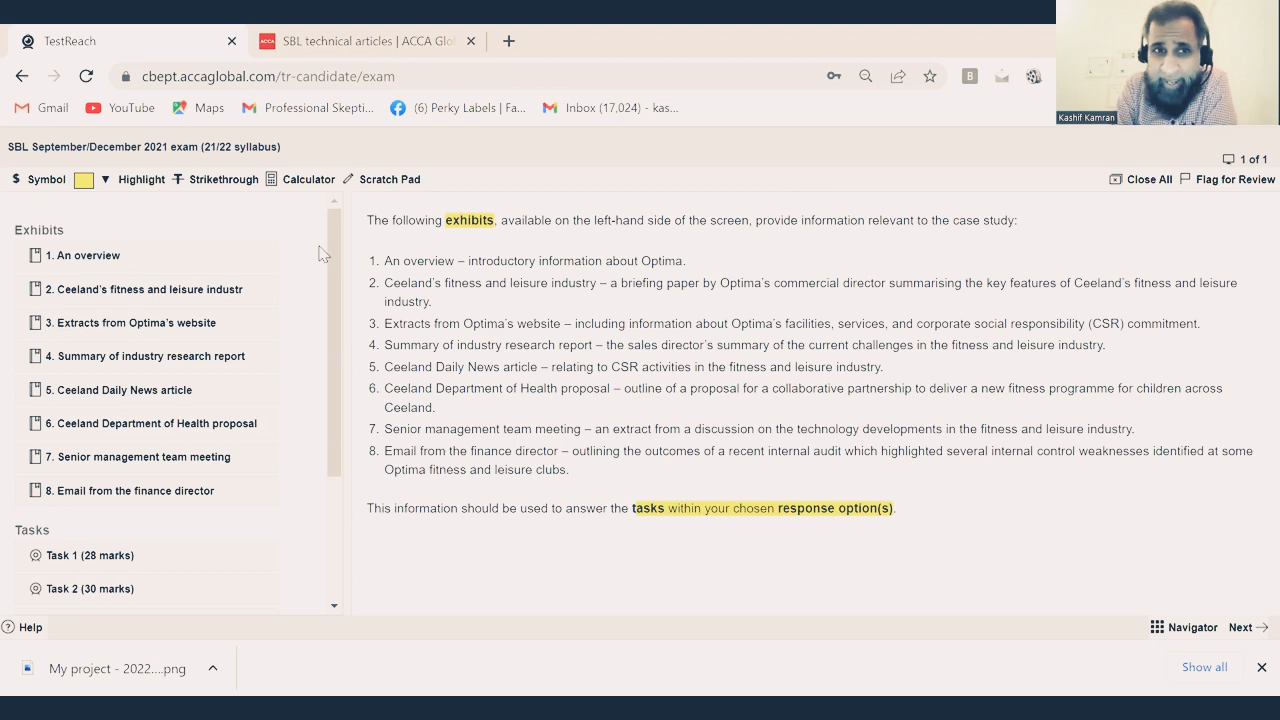 TestReach
ACCA
SBL technical articles | ACCA Glo
cbept.accaglobal.com/tr-candidate/exam
B
Gmail
YouTube
Maps
Professional Skepti...
(6) Perky Labels | Fa...
Inbox (17,024) - kas...
Kashif Kamran
SBL September/December 2021 exam (21/22 syllabus)
1 of 1
$ Symbol
Highlight
Strikethrough
Calculator
Scratch Pad
Close All
Flag for Review
Exhibits
1. An overview
2. Ceeland's fitness and leisure industr
3. Extracts from Optima's website
4. Summary of industry research report
5. Ceeland Daily News article
6. Ceeland Department of Health proposal
7. Senior management team meeting
8. Email from the finance director
Tasks
Task 1 (28 marks)
Task 2 (30 marks)
The following exhibits, available on the left-hand side of the screen, provide information relevant to the case study:
1. An overview – introductory information about Optima.
2. Ceeland's fitness and leisure industry – a briefing paper by Optima's commercial director summarising the key features of Ceeland's fitness and leisure
industry.
3. Extracts from Optima's website – including information about Optima's facilities, services, and corporate social responsibility (CSR) commitment.
4. Summary of industry research report – the sales director's summary of the current challenges in the fitness and leisure industry.
5. Ceeland Daily News article – relating to CSR activities in the fitness and leisure industry.
6. Ceeland Department of Health proposal – outline of a proposal for a collaborative partnership to deliver a new fitness programme for children across
Ceeland.
7. Senior management team meeting – an extract from a discussion on the technology developments in the fitness and leisure industry.
8. Email from the finance director – outlining the outcomes of a recent internal audit which highlighted several internal control weaknesses identified at some
Optima fitness and leisure clubs.
This information should be used to answer the tasks within your chosen response option(s).
Help
Navigator
Next
My project - 2022....png
Show all